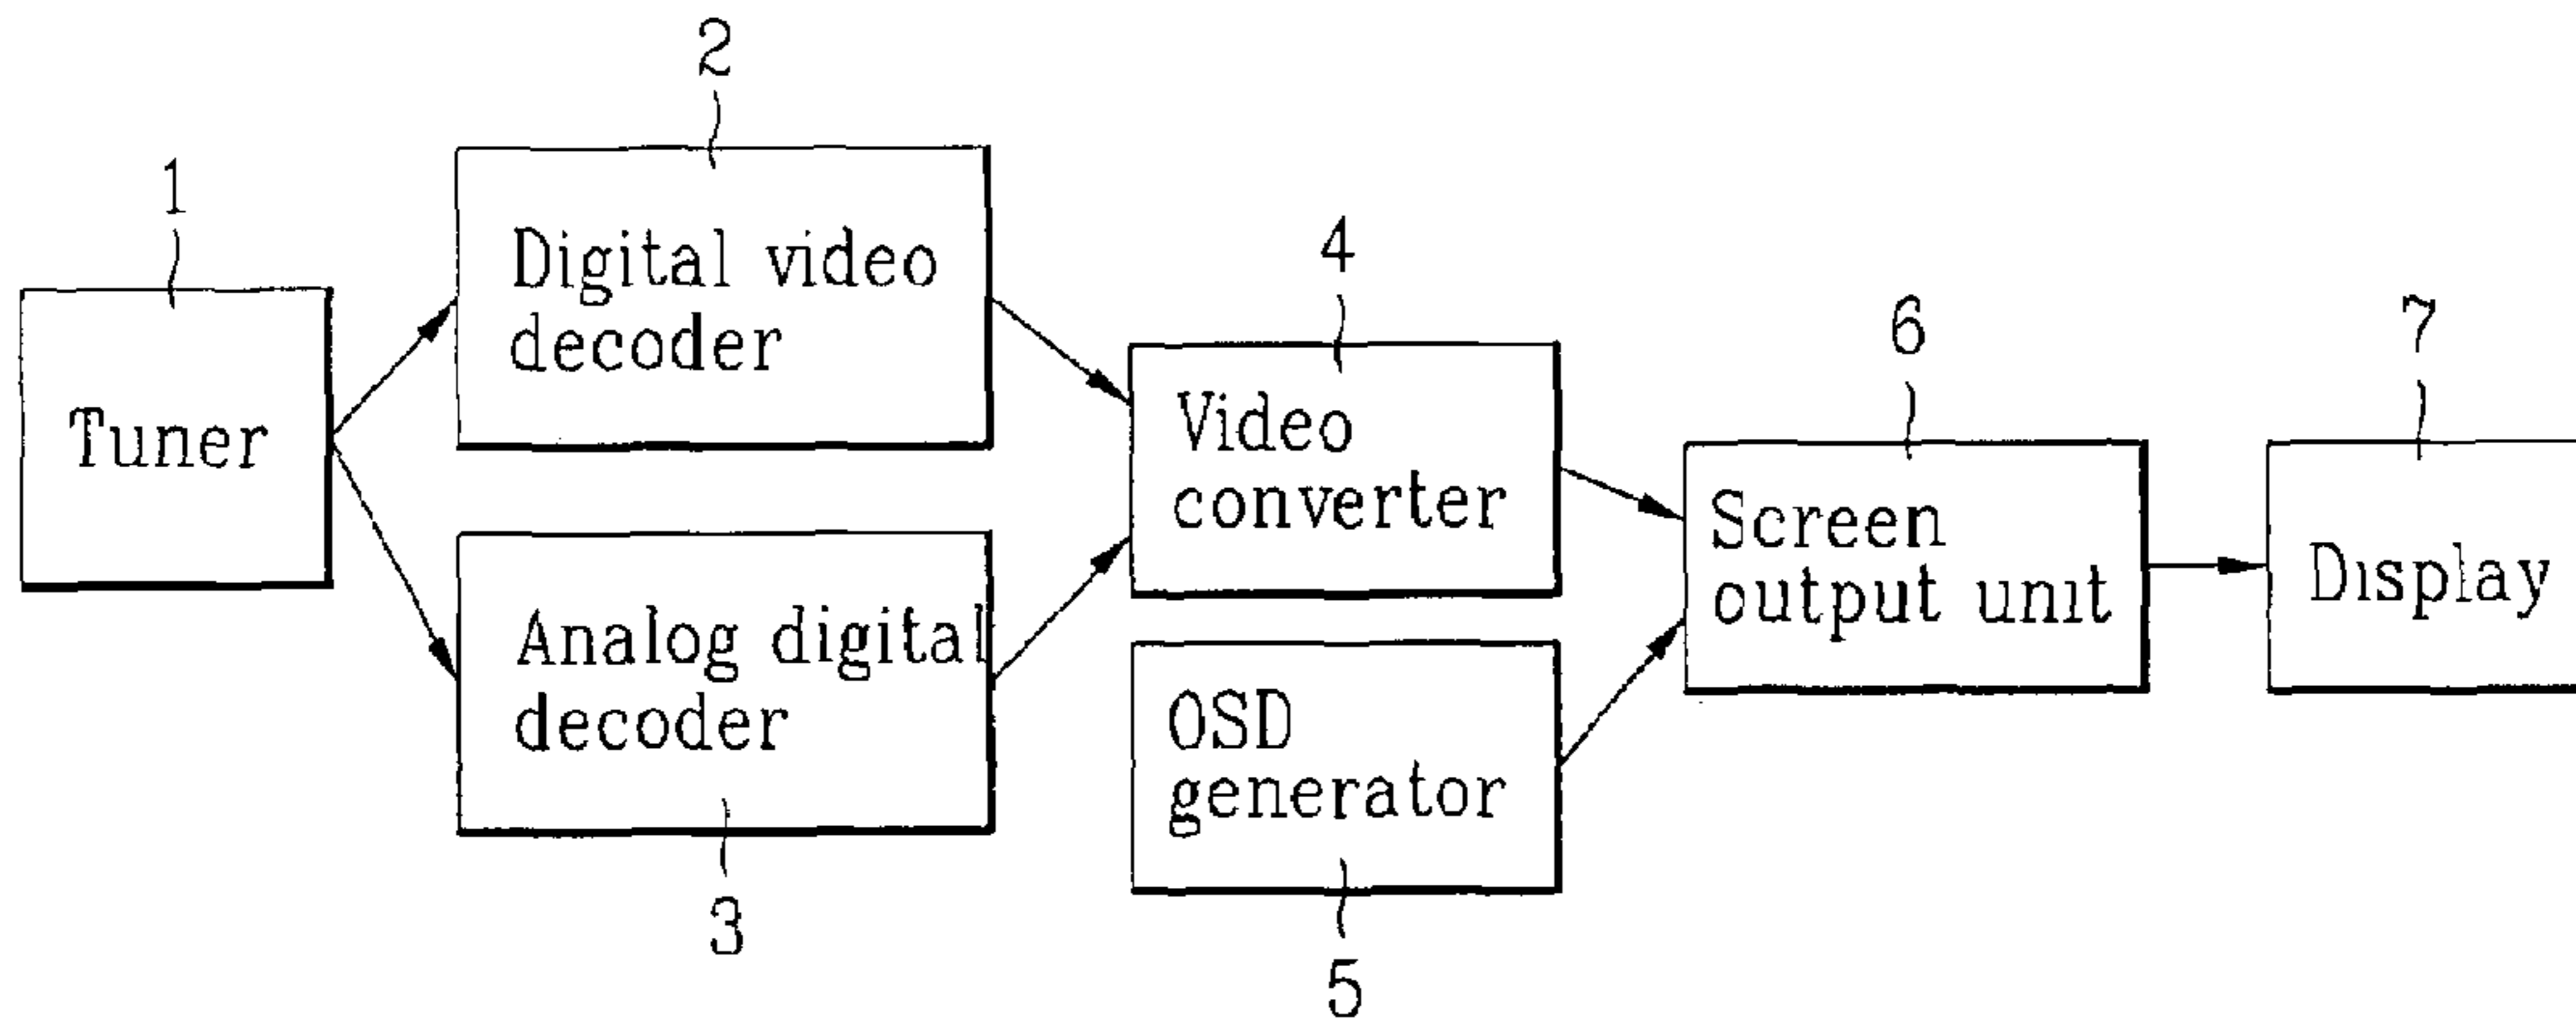 1
Tuner
2
Digital video
decoder
3
Analog digital
decoder
4
Video
converter
5
OSD
generator
6
Screen
output unit
7
Display